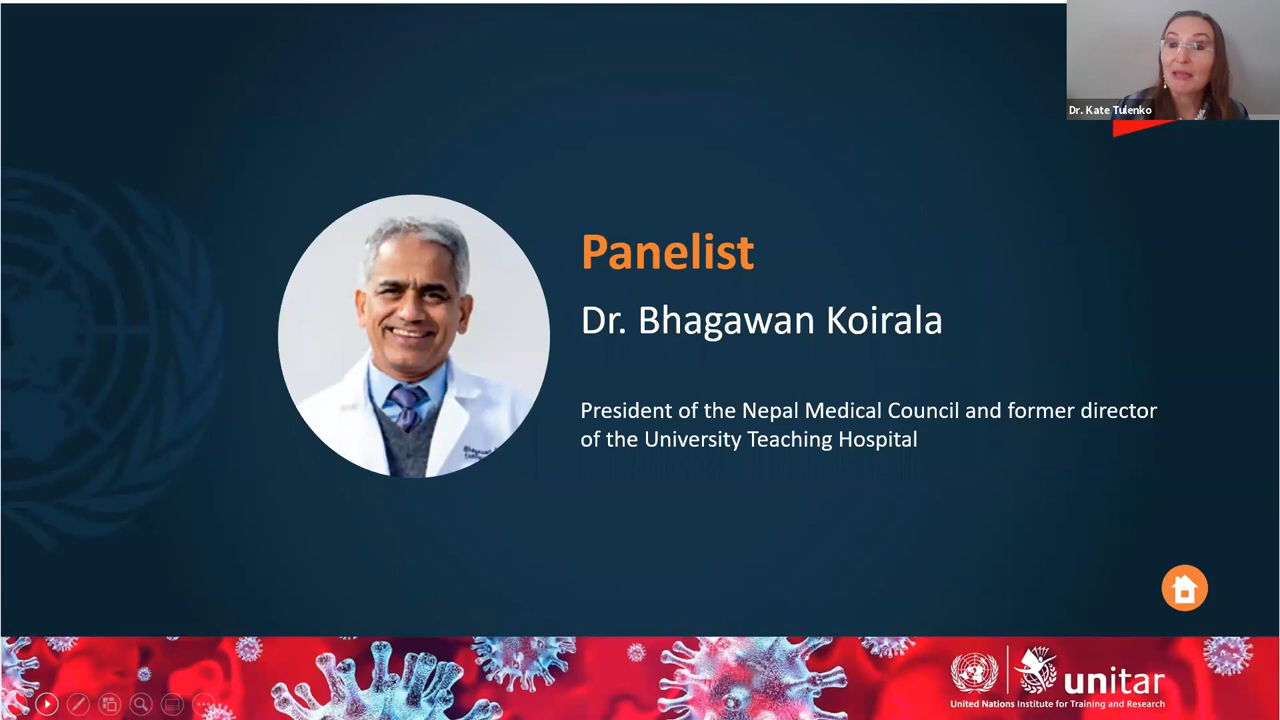 Dr. Kate Tulenko
Panelist
Dr. Bhagawan Koirala
President of the Nepal Medical Council and former director
of the University Teaching Hospital
unitar
United Nations Institute for Training and Research